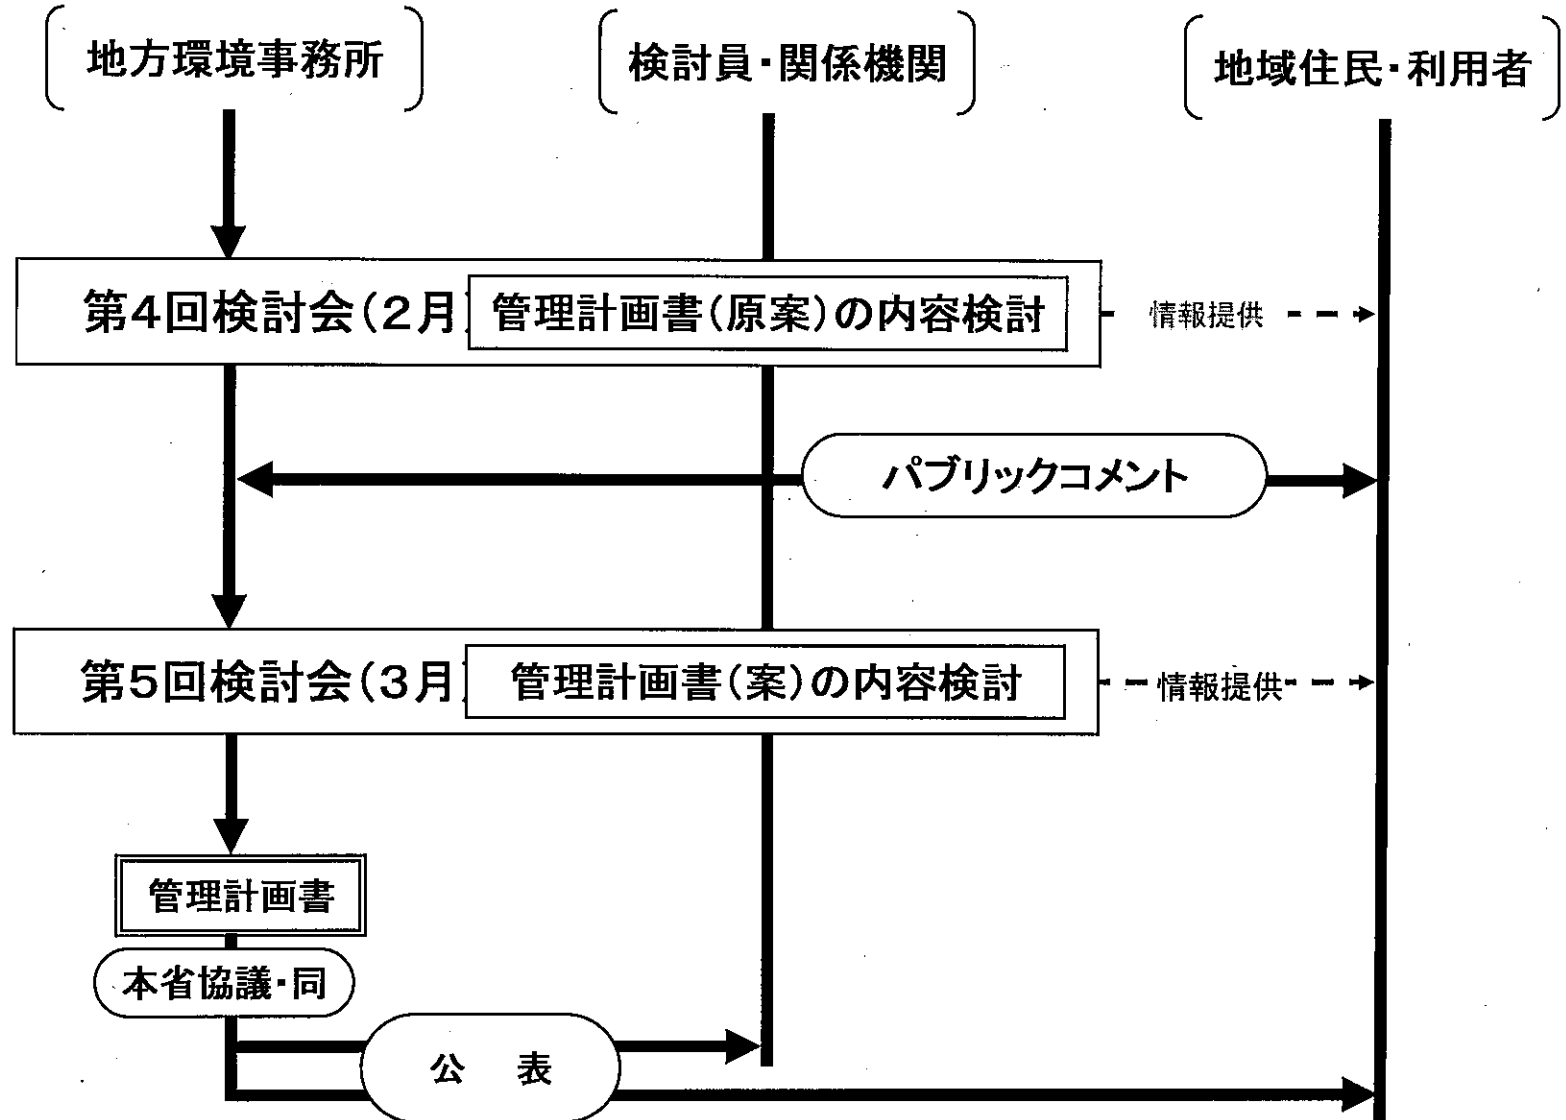 地方環境事務所
検討員・関係機関
地域住民・利用者
第4回検討会(2月)
管理計画書(原案)の内容検討
情報提供
パブリックコメント
第5回検討会(3月)
管理計画書(案)の内容検討
情報提供
管理計画書
本省協議・同
公 表